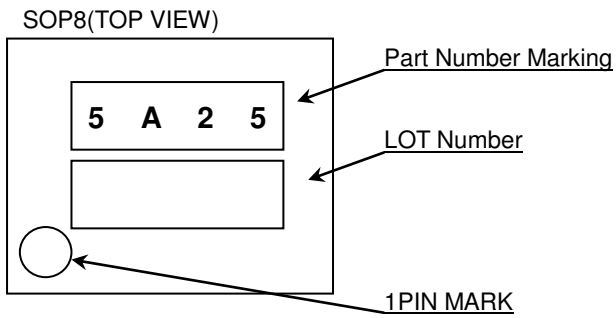 SOP8(TOP VIEW)
Part Number Marking
5 A 2 5
LOT Number
1PIN MARK